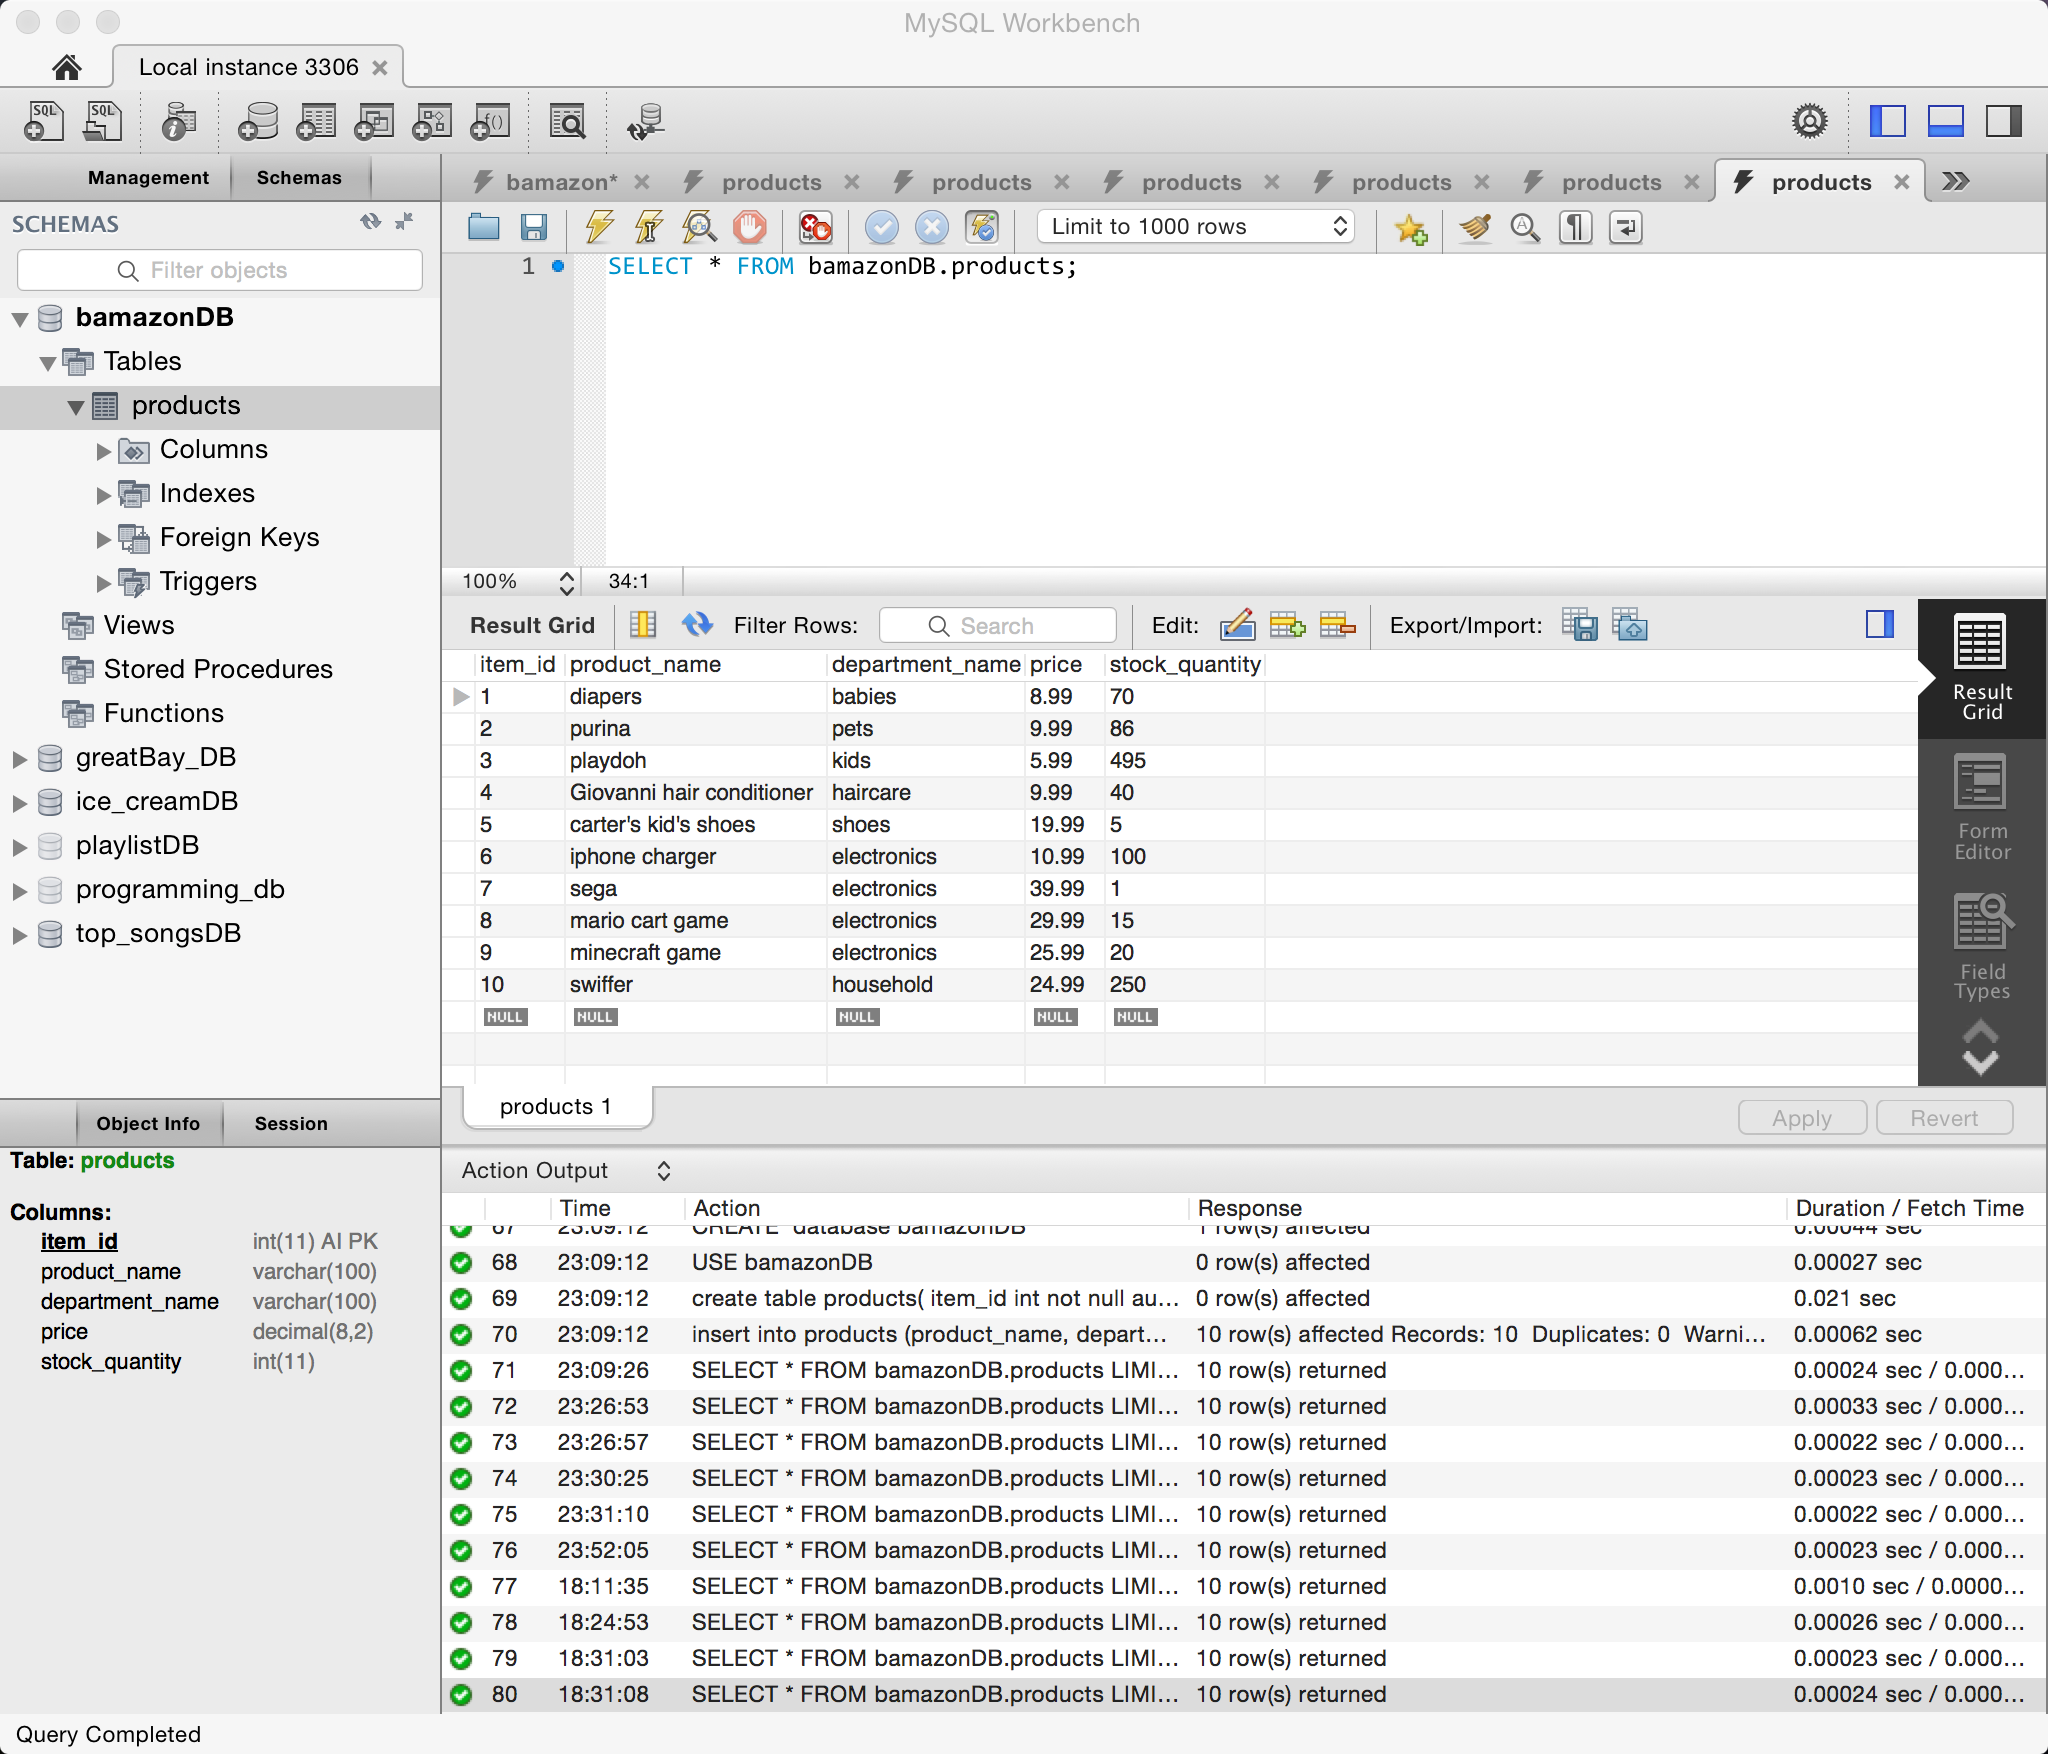 MySQL Workbench
Local instance 3306
SQL SQL
Management Schemas
bamazon* products products products products products products
SCHEMAS
Filter objects
Limit to 1000 rows
1 SELECT * FROM bamazonDB.products;
bamazonDB
Tables
products
Columns
Indexes
Foreign Keys
Triggers
Views
Stored Procedures
Functions
greatBay_DB
ice_creamDB
playlistDB
programming_db
top_songsDB
100% 34:1
Result Grid Filter Rows: Search Edit: Export/Import:
item_id product_name department_name price stock_quantity
1 diapers babies 8.99 70
2 purina pets 9.99 86
3 playdoh kids 5.99 495
4 Giovanni hair conditioner haircare 9.99 40
5 carter's kid's shoes shoes 19.99 5
6 iphone charger electronics 10.99 100
7 sega electronics 39.99 1
8 mario cart game electronics 29.99 15
9 minecraft game electronics 25.99 20
10 swiffer household 24.99 250
NULL NULL NULL NULL NULL
Result
Grid
Form
Editor
Field
Types
products 1
Apply Revert
Object Info Session
Table: products
Columns:
item_id int(11) AI PK
product_name varchar(100)
department_name varchar(100)
price decimal(8,2)
stock_quantity int(11)
Action Output
Time Action Response Duration / Fetch Time
67 23:09:12 CREATE database bamazonDB 1 row(s) affected 0.00044 sec
68 23:09:12 USE bamazonDB 0 row(s) affected 0.00027 sec
69 23:09:12 create table products( item_id int not null au... 0 row(s) affected 0.021 sec
70 23:09:12 insert into products (product_name, depart... 10 row(s) affected Records: 10 Duplicates: 0 Warni... 0.00062 sec
71 23:09:26 SELECT * FROM bamazonDB.products LIMI... 10 row(s) returned 0.00024 sec / 0.000...
72 23:26:53 SELECT * FROM bamazonDB.products LIMI... 10 row(s) returned 0.00033 sec / 0.000...
73 23:26:57 SELECT * FROM bamazonDB.products LIMI... 10 row(s) returned 0.00022 sec / 0.000...
74 23:30:25 SELECT * FROM bamazonDB.products LIMI... 10 row(s) returned 0.00023 sec / 0.000...
75 23:31:10 SELECT * FROM bamazonDB.products LIMI... 10 row(s) returned 0.00022 sec / 0.000...
76 23:52:05 SELECT * FROM bamazonDB.products LIMI... 10 row(s) returned 0.00023 sec / 0.000...
77 18:11:35 SELECT * FROM bamazonDB.products LIMI... 10 row(s) returned 0.0010 sec / 0.0000...
78 18:24:53 SELECT * FROM bamazonDB.products LIMI... 10 row(s) returned 0.00026 sec / 0.000...
79 18:31:03 SELECT * FROM bamazonDB.products LIMI... 10 row(s) returned 0.00023 sec / 0.000...
80 18:31:08 SELECT * FROM bamazonDB.products LIMI... 10 row(s) returned 0.00024 sec / 0.000...
Query Completed